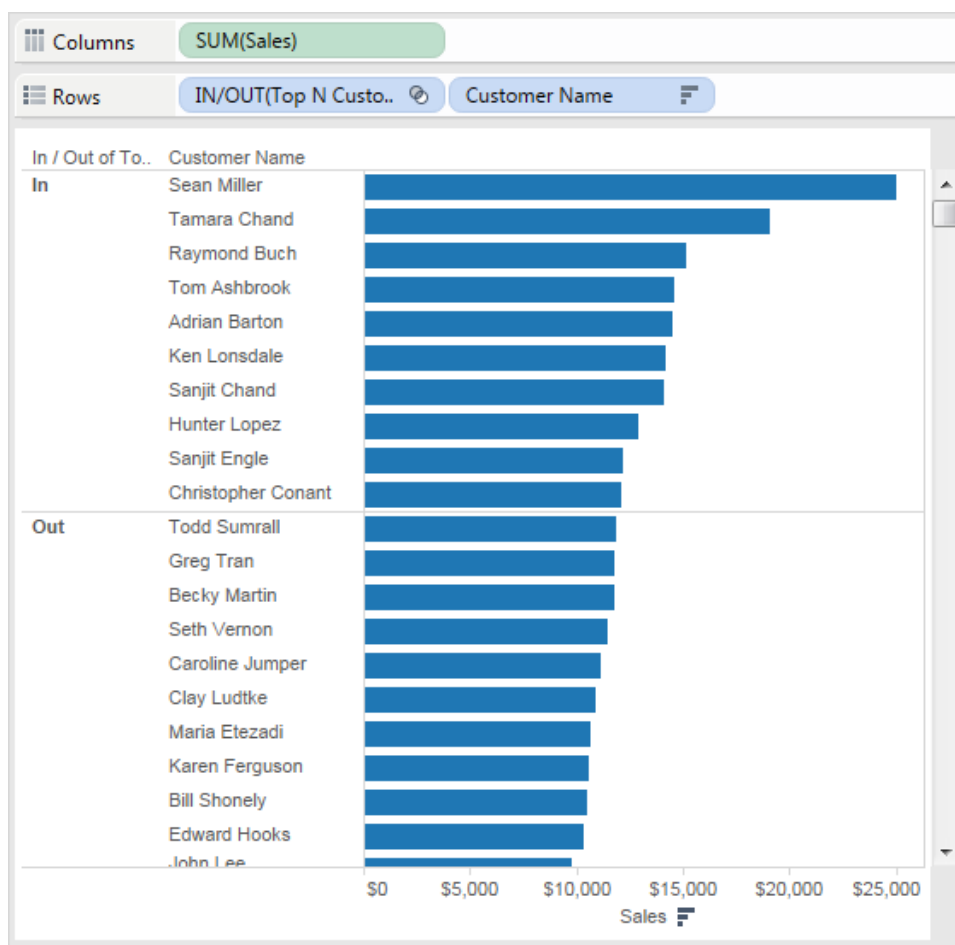 Columns SUM(Sales)
Rows IN/OUT(Top N Custo.. Customer Name
In / Out of To.. Customer Name
In Sean Miller
Tamara Chand
Raymond Buch
Tom Ashbrook
Adrian Barton
Ken Lonsdale
Sanjit Chand
Hunter Lopez
Sanjit Engle
Christopher Conant
Out Todd Sumrall
Greg Tran
Becky Martin
Seth Vernon
Caroline Jumper
Clay Ludtke
Maria Etezadi
Karen Ferguson
Bill Shonely
Edward Hooks
John Lee
$0 $5,000 $10,000 $15,000 $20,000 $25,000
Sales